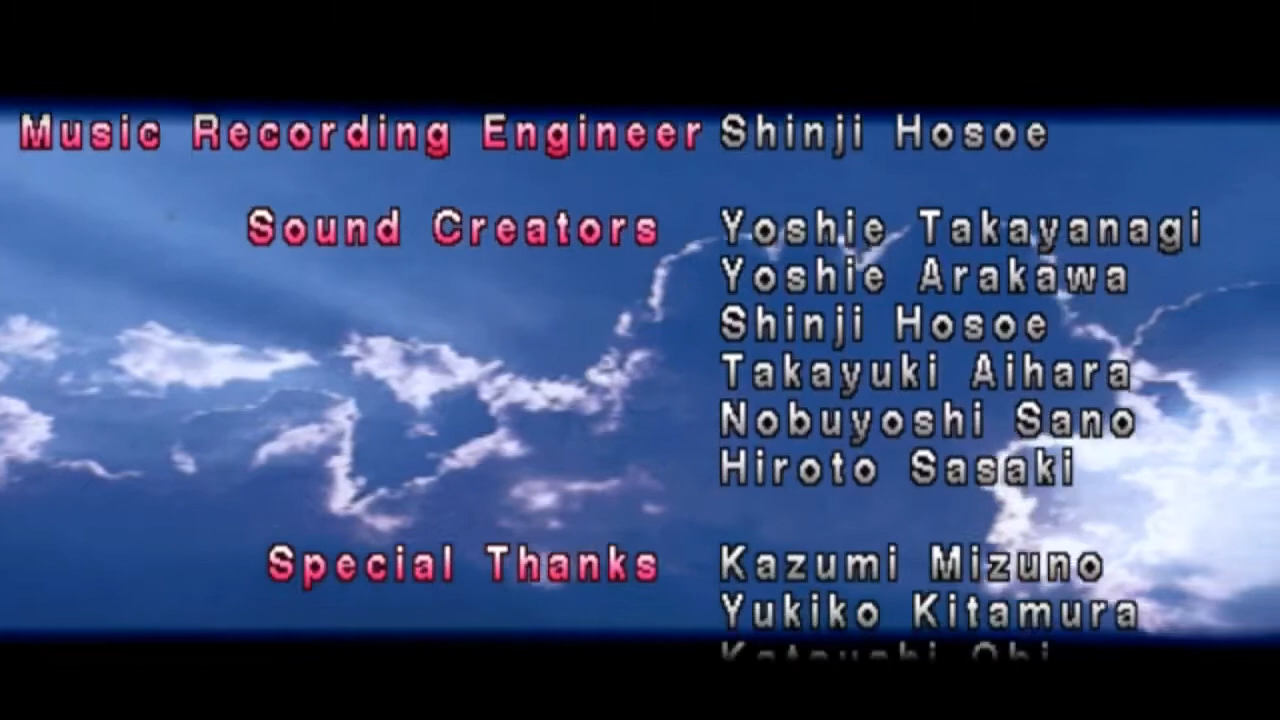 Music Recording Engineer Shinji Hosoe
Sound Creators Yoshie Takayanagi
Yoshie Arakawa
Shinji Hosoe
Takayuki Aihara
Nobuyoshi Sano
Hiroto Sasaki
Special Thanks Kazumi Mizuno
Yukiko Kitamura